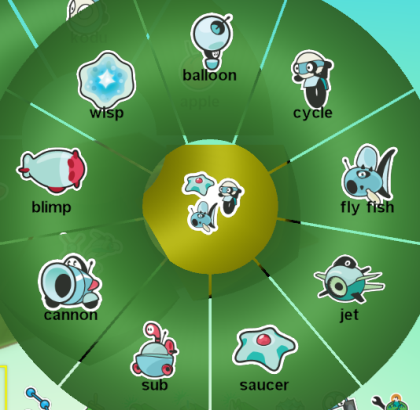 balloon
wisp
cycle
blimp
fly fish
cannon
jet
sub
saucer